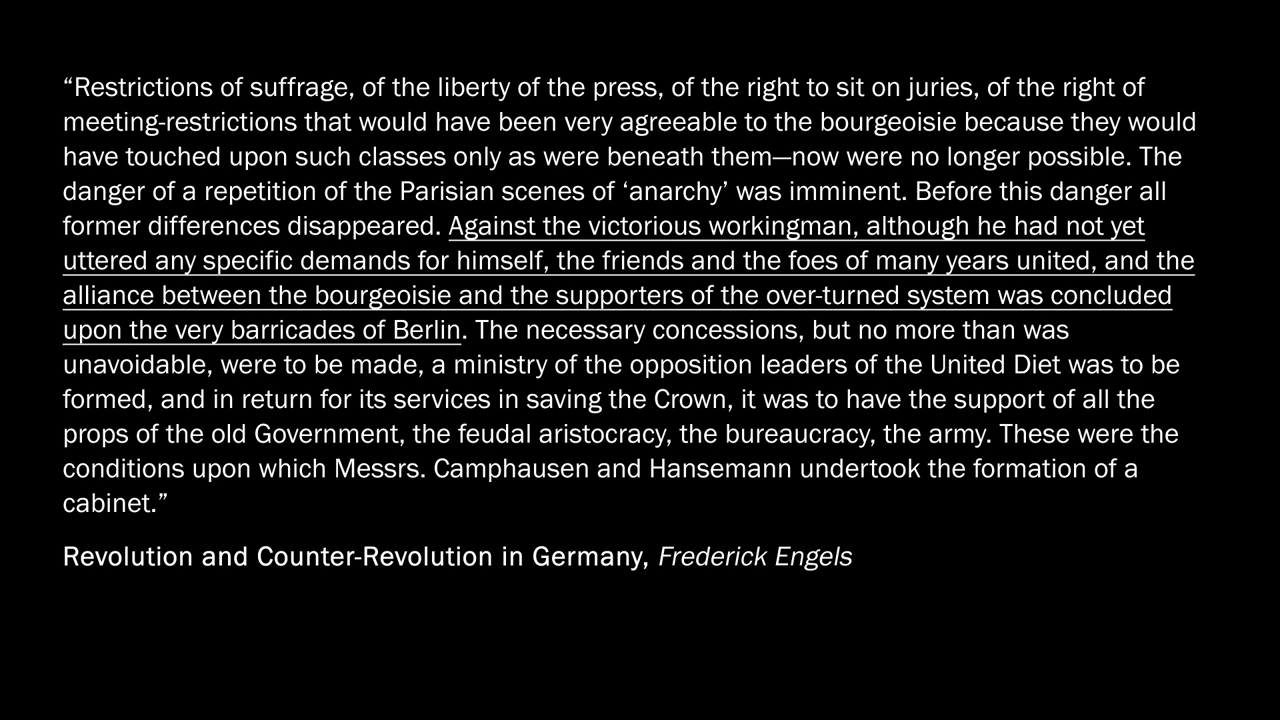 “Restrictions of suffrage, of the liberty of the press, of the right to sit on juries, of the right of
meeting-restrictions that would have been very agreeable to the bourgeoisie because they would
have touched upon such classes only as were beneath them—now were no longer possible. The
danger of a repetition of the Parisian scenes of ‘anarchy’ was imminent. Before this danger all
former differences disappeared. Against the victorious workingman, although he had not yet
uttered any specific demands for himself, the friends and the foes of many years united, and the
alliance between the bourgeoisie and the supporters of the over-turned system was concluded
upon the very barricades of Berlin. The necessary concessions, but no more than was
unavoidable, were to be made, a ministry of the opposition leaders of the United Diet was to be
formed, and in return for its services in saving the Crown, it was to have the support of all the
props of the old Government, the feudal aristocracy, the bureaucracy, the army. These were the
conditions upon which Messrs. Camphausen and Hansemann undertook the formation of a
cabinet.”
Revolution and Counter-Revolution in Germany, Frederick Engels